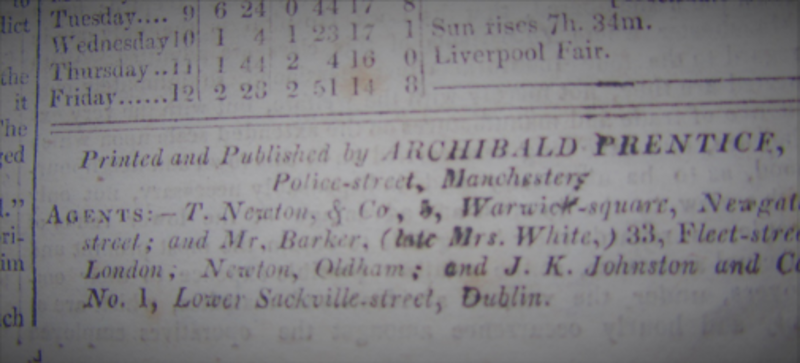 Tuesday.... 9 6 24 0 44 17 8
Wednesday 10 1 4 1 23 17 1 Sun rises 7h. 34m.
Thursday..11 1 44 2 4 16 0 Liverpool Fair.
Friday......12 2 23 2 51 14 8
Printed and Published by ARCHIBALD PRENTICE,
Police-street, Manchester;
AGENTS:—T. Newton, & Co, 5, Warwick-square, Newgat
street; and Mr. Barker, (late Mrs. White,) 33, Fleet-stree
London; Newton, Oldham; and J. K. Johnston and Co
No. 1, Lower Sackville-street, Dublin.